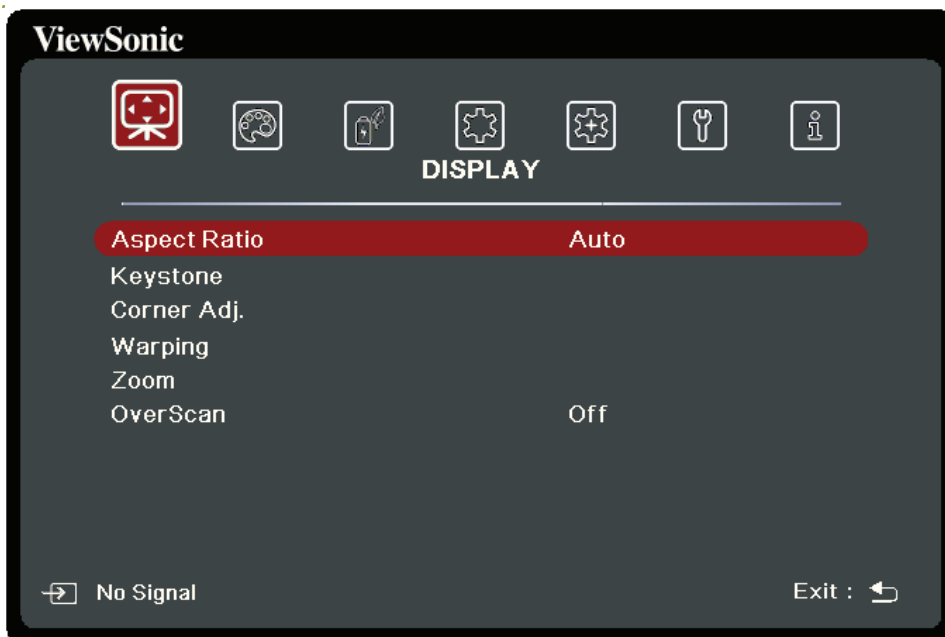 ViewSonic
DISPLAY
Aspect Ratio Auto
Keystone
Corner Adj.
Warping
Zoom
OverScan Off
No Signal Exit :